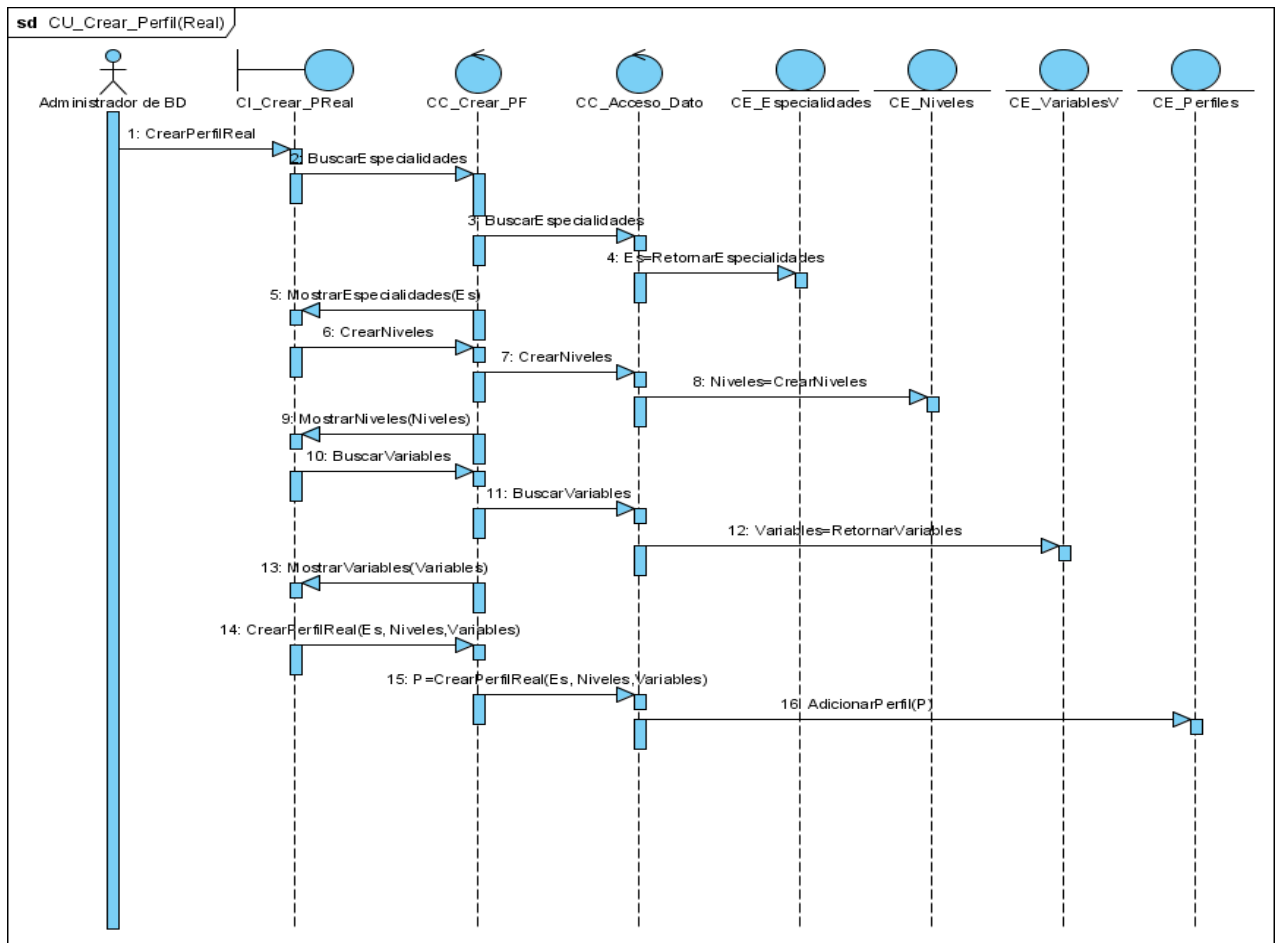 sd CU_Crear_Perfil(Real)
Administrador de BD
CI_Crear_PReal
CC_Crear_PF
CC_Acceso_Dato
CE_Especialidades
CE_Niveles
CE_VariablesV
CE_Perfiles
1: CrearPerfilReal
2: BuscarEspecialidades
3: BuscarEspecialidades
4: Es=RetornarEspecialidades
5: MostrarEspecialidades(Es)
6: CrearNiveles
7: CrearNiveles
8: Niveles=CrearNiveles
9: MostrarNiveles(Niveles)
10: BuscarVariables
11: BuscarVariables
12: Variables=RetornarVariables
13: MostrarVariables(Variables)
14: CrearPerfilReal(Es, Niveles,Variables)
15: P=CrearPerfilReal(Es, Niveles,Variables)
16: AdicionarPerfil(P)